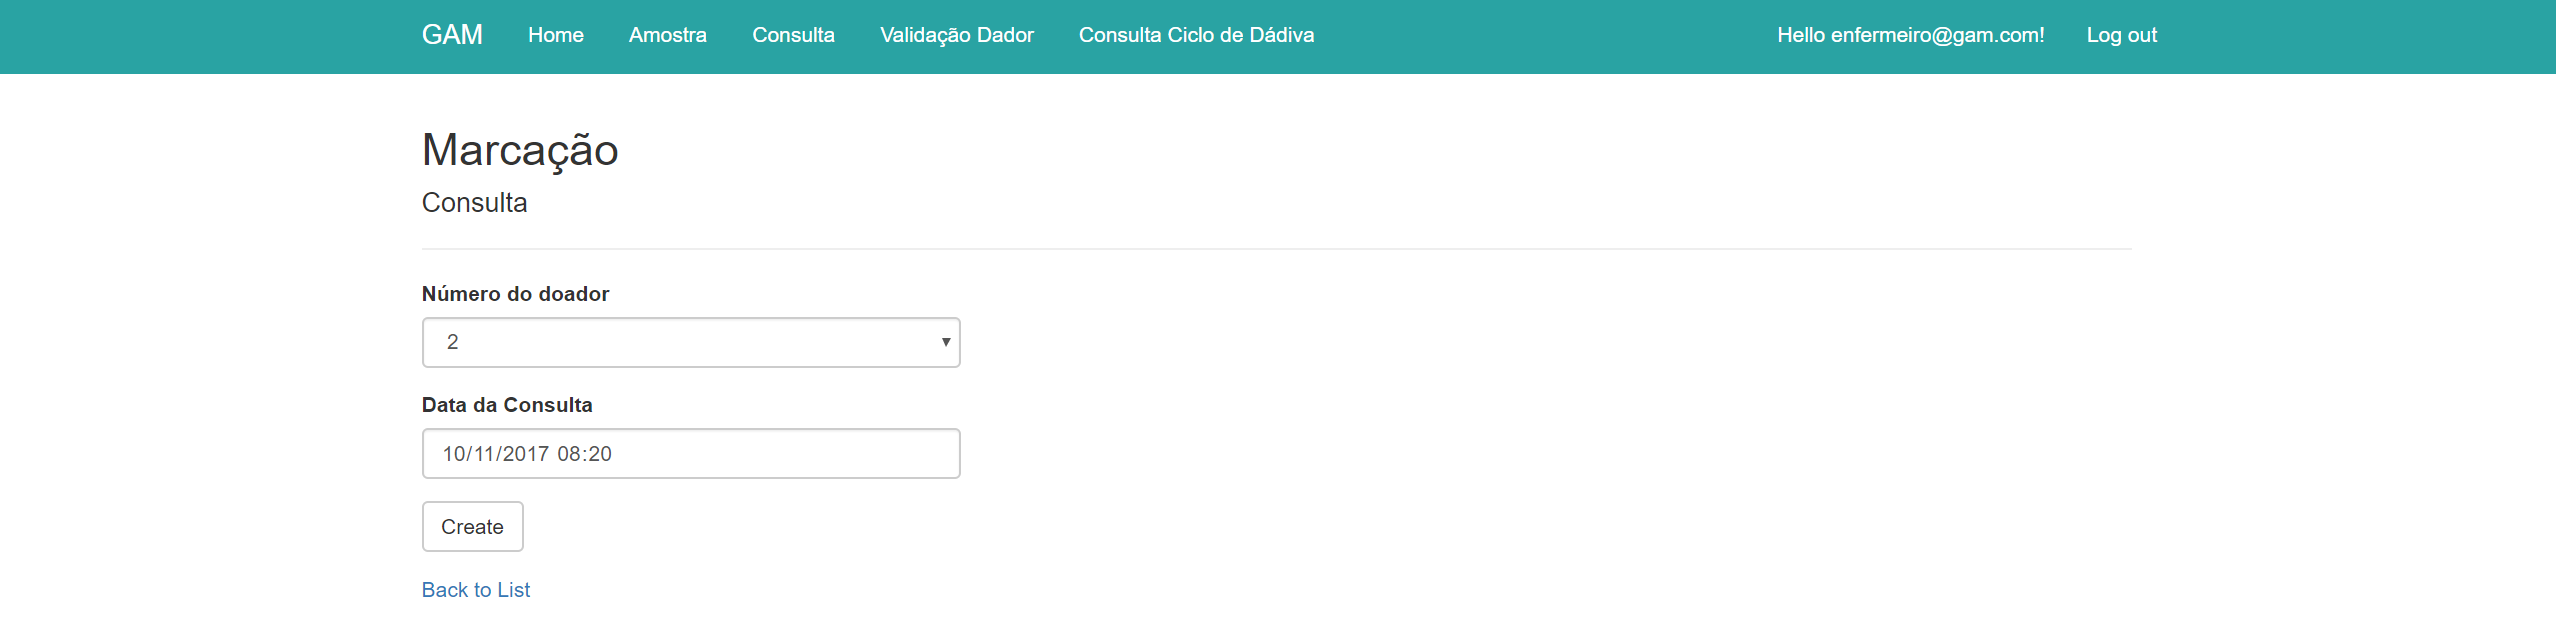 GAM Home Amostra Consulta Validação Dador Consulta Ciclo de Dádiva Hello enfermeiro@gam.com! Log out
Marcação
Consulta
Número do doador
2
Data da Consulta
10/11/2017 08:20
Create
Back to List